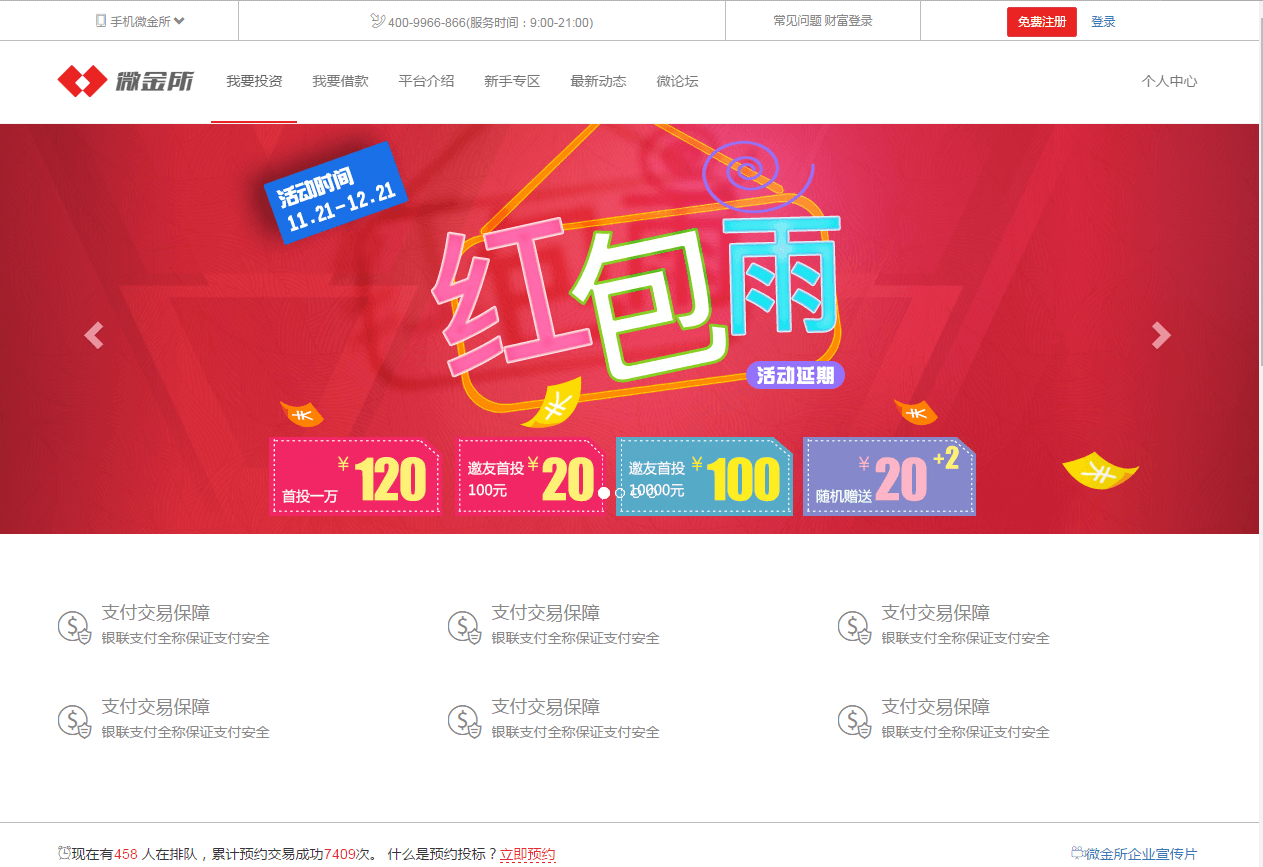 手机微金所
400-9966-866(服务时间：9:00-21:00)
常见问题 财富登录
免费注册
登录
微金所
我要投资
我要借款
平台介绍
新手专区
最新动态
微论坛
个人中心
活动时间
11.21-12.21
红包雨
活动延期
首投一万 ¥120
邀友首投
100元
¥20
邀友首投
10000元
¥100
随机赠送 ¥20+2
支付交易保障
银联支付全称保证支付安全
支付交易保障
银联支付全称保证支付安全
支付交易保障
银联支付全称保证支付安全
支付交易保障
银联支付全称保证支付安全
支付交易保障
银联支付全称保证支付安全
支付交易保障
银联支付全称保证支付安全
现在有458 人在排队，累计预约交易成功7409次。 什么是预约投标？立即预约
微金所企业宣传片